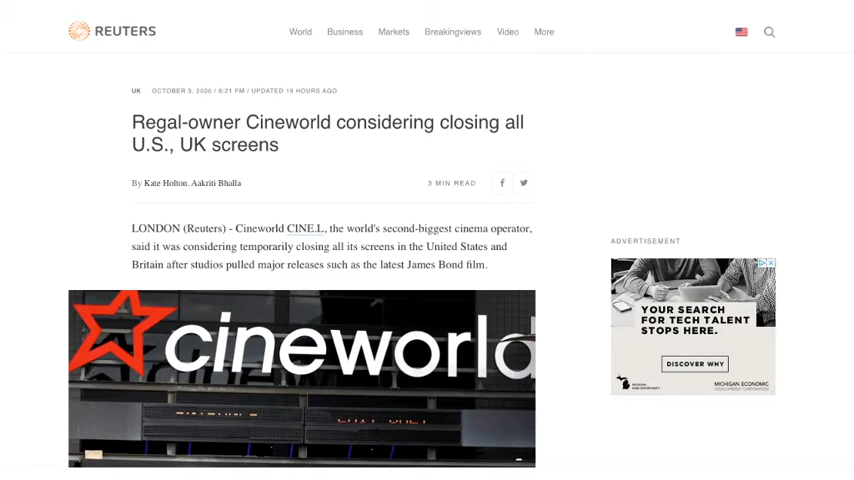 REUTERS
World Business Markets Breakingviews Video More
UK OCTOBER 3, 2020 / 6:21 PM / UPDATED 19 HOURS AGO
Regal-owner Cineworld considering closing all
U.S., UK screens
By Kate Holton, Aakriti Bhalla
3 MIN READ
LONDON (Reuters) - Cineworld CINE.L, the world's second-biggest cinema operator,
said it was considering temporarily closing all its screens in the United States and
Britain after studios pulled major releases such as the latest James Bond film.
cineworld
ADVERTISEMENT
YOUR SEARCH
FOR TECH TALENT
STOPS HERE.
DISCOVER WHY
MICHIGAN ECONOMIC
DEVELOPMENT CORPORATION